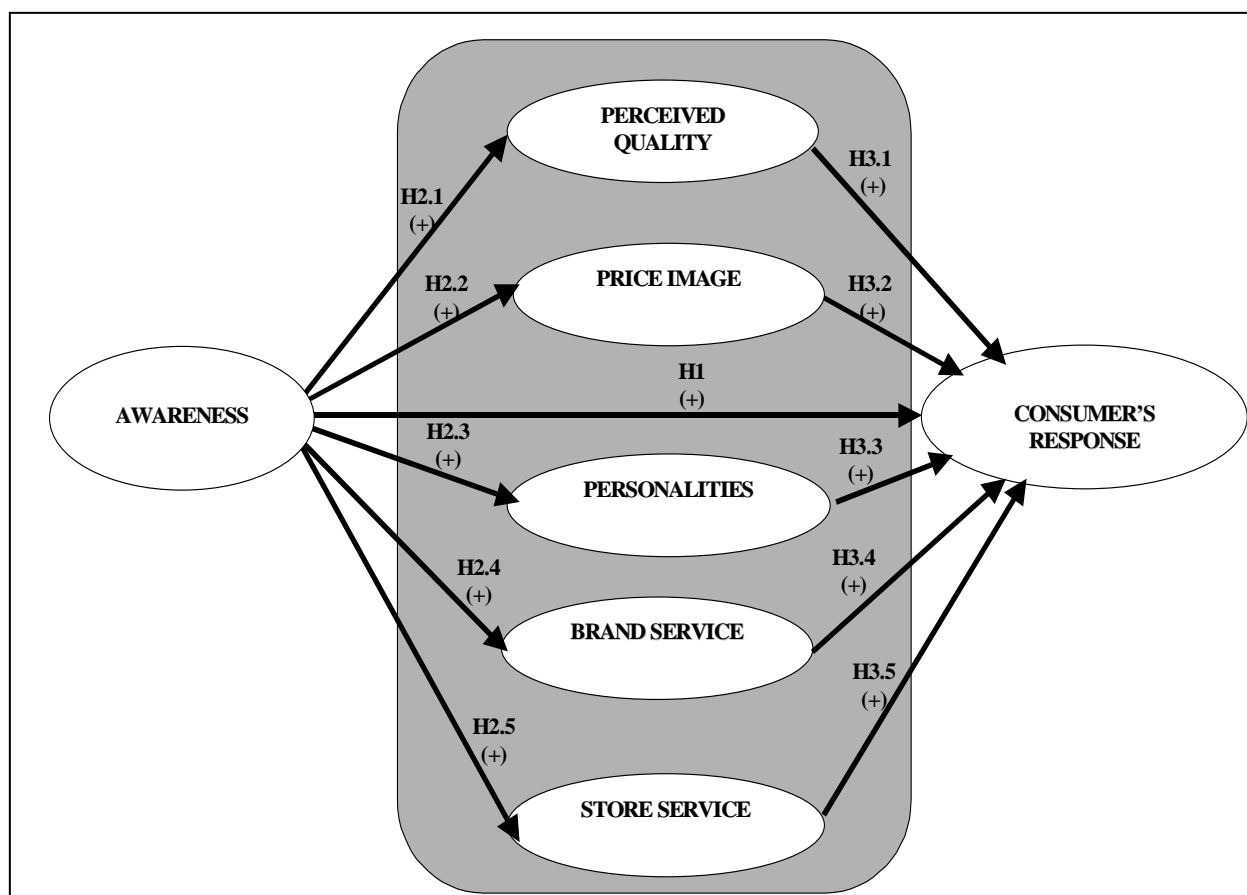 PERCEIVED
QUALITY
H3.1
(+)
H2.1
(+)
PRICE IMAGE
H2.2
(+)
H3.2
(+)
H1
(+)
AWARENESS
CONSUMER'S
RESPONSE
H2.3
(+)
H3.3
(+)
PERSONALITIES
H2.4
(+)
H3.4
(+)
BRAND SERVICE
H3.5
(+)
H2.5
(+)
STORE SERVICE